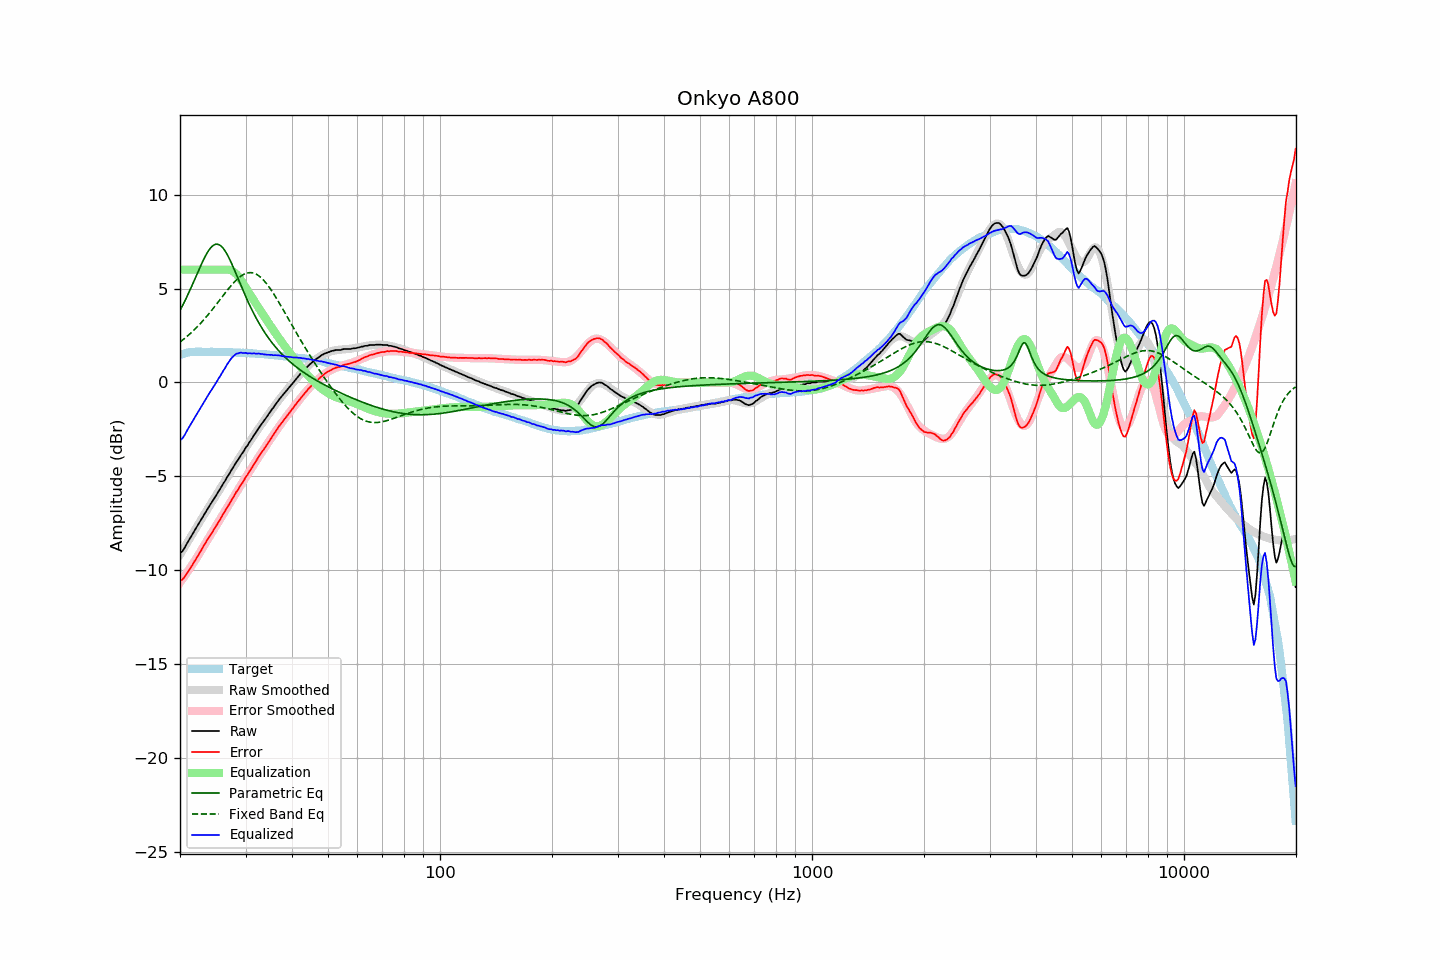 Onkyo A800
Amplitude (dBr)
10
5
0
−5
−10
−15
−20
−25
Target
Raw Smoothed
Error Smoothed
Raw
Error
Equalization
Parametric Eq
Fixed Band Eq
Equalized
100
1000
10000
Frequency (Hz)